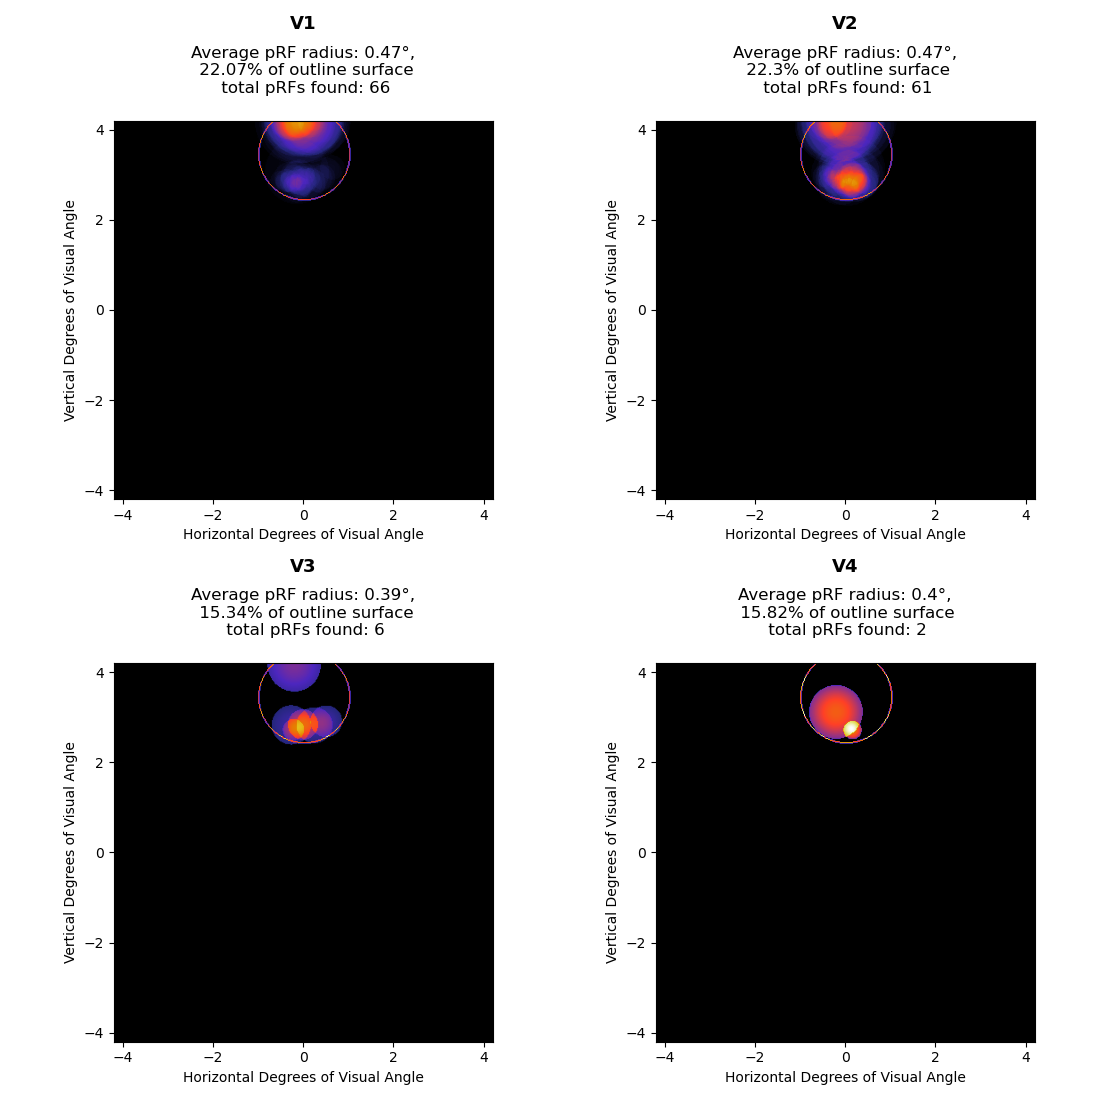 V1
Average pRF radius: 0.47°,
22.07% of outline surface
total pRFs found: 66
4
2
0
−2
−4
Vertical Degrees of Visual Angle
−4 −2 0 2 4
Horizontal Degrees of Visual Angle
V2
Average pRF radius: 0.47°,
22.3% of outline surface
total pRFs found: 61
4
2
0
−2
−4
Vertical Degrees of Visual Angle
−4 −2 0 2 4
Horizontal Degrees of Visual Angle
V3
Average pRF radius: 0.39°,
15.34% of outline surface
total pRFs found: 6
4
2
0
−2
−4
Vertical Degrees of Visual Angle
−4 −2 0 2 4
Horizontal Degrees of Visual Angle
V4
Average pRF radius: 0.4°,
15.82% of outline surface
total pRFs found: 2
4
2
0
−2
−4
Vertical Degrees of Visual Angle
−4 −2 0 2 4
Horizontal Degrees of Visual Angle